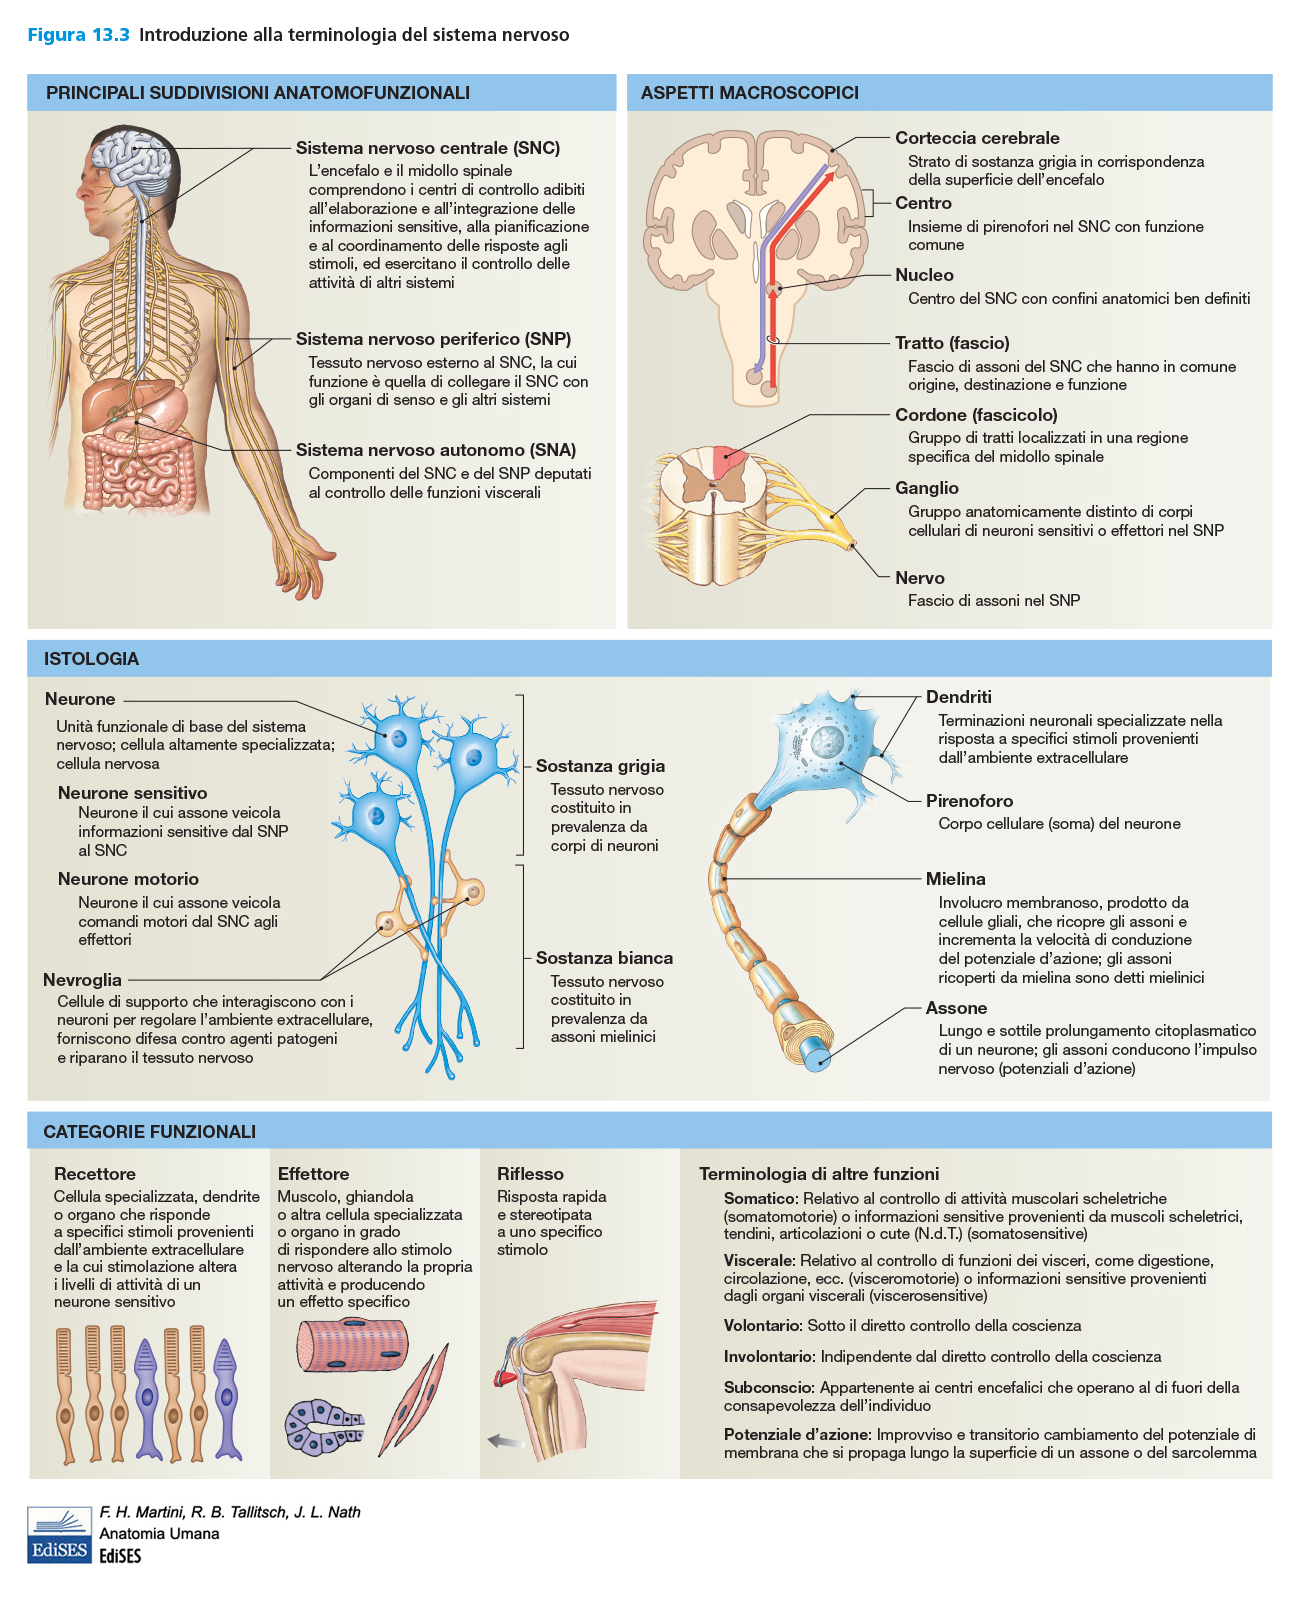 Figura 13.3 Introduzione alla terminologia del sistema nervoso
PRINCIPALI SUDDIVISIONI ANATOMOFUNZIONALI
Sistema nervoso centrale (SNC)
L’encefalo e il midollo spinale
comprendono i centri di controllo adibiti
all’elaborazione e all’integrazione delle
informazioni sensitive, alla pianificazione
e al coordinamento delle risposte agli
stimoli, ed esercitano il controllo delle
attività di altri sistemi
Sistema nervoso periferico (SNP)
Tessuto nervoso esterno al SNC, la cui
funzione è quella di collegare il SNC con
gli organi di senso e gli altri sistemi
Sistema nervoso autonomo (SNA)
Componenti del SNC e del SNP deputati
al controllo delle funzioni viscerali
ASPETTI MACROSCOPICI
Corteccia cerebrale
Strato di sostanza grigia in corrispondenza
della superficie dell’encefalo
Centro
Insieme di pirenofori nel SNC con funzione
comune
Nucleo
Centro del SNC con confini anatomici ben definiti
Tratto (fascio)
Fascio di assoni del SNC che hanno in comune
origine, destinazione e funzione
Cordone (fascicolo)
Gruppo di tratti localizzati in una regione
specifica del midollo spinale
Ganglio
Gruppo anatomicamente distinto di corpi
cellulari di neuroni sensitivi o effettori nel SNP
Nervo
Fascio di assoni nel SNP
ISTOLOGIA
Neurone
Unità funzionale di base del sistema
nervoso; cellula altamente specializzata;
cellula nervosa
Neurone sensitivo
Neurone il cui assone veicola
informazioni sensitive dal SNP
al SNC
Neurone motorio
Neurone il cui assone veicola
comandi motori dal SNC agli
effettori
Nevroglia
Cellule di supporto che interagiscono con i
neuroni per regolare l’ambiente extracellulare,
forniscono difesa contro agenti patogeni
e riparano il tessuto nervoso
Sostanza grigia
Tessuto nervoso
costituito in
prevalenza da
corpi di neuroni
Sostanza bianca
Tessuto nervoso
costituito in
prevalenza da
assoni mielinici
Dendriti
Terminazioni neuronali specializzate nella
risposta a specifici stimoli provenienti
dall’ambiente extracellulare
Pirenoforo
Corpo cellulare (soma) del neurone
Mielina
Involucro membranoso, prodotto da
cellule gliali, che ricopre gli assoni e
incrementa la velocità di conduzione
del potenziale d’azione; gli assoni
ricoperti da mielina sono detti mielinici
Assone
Lungo e sottile prolungamento citoplasmatico
di un neurone; gli assoni conducono l’impulso
nervoso (potenziali d’azione)
CATEGORIE FUNZIONALI
Recettore
Cellula specializzata, dendrite
o organo che risponde
a specifici stimoli provenienti
dall’ambiente extracellulare
e la cui stimolazione altera
i livelli di attività di un
neurone sensitivo
Effettore
Muscolo, ghiandola
o altra cellula specializzata
o organo in grado
di rispondere allo stimolo
nervoso alterando la propria
attività e producendo
un effetto specifico
Riflesso
Risposta rapida
e stereotipata
a uno specifico
stimolo
Terminologia di altre funzioni
Somatico: Relativo al controllo di attività muscolari scheletriche
(somatomotorie) o informazioni sensitive provenienti da muscoli scheletrici,
tendini, articolazioni o cute (N.d.T.) (somatosensitive)
Viscerale: Relativo al controllo di funzioni dei visceri, come digestione,
circolazione, ecc. (visceromotorie) o informazioni sensitive provenienti
dagli organi viscerali (viscerosensitive)
Volontario: Sotto il diretto controllo della coscienza
Involontario: Indipendente dal diretto controllo della coscienza
Subconscio: Appartenente ai centri encefalici che operano al di fuori della
consapevolezza dell’individuo
Potenziale d’azione: Improvviso e transitorio cambiamento del potenziale di
membrana che si propaga lungo la superficie di un assone o del sarcolemma
EdiSES
F. H. Martini, R. B. Tallitsch, J. L. Nath
Anatomia Umana
EdiSES